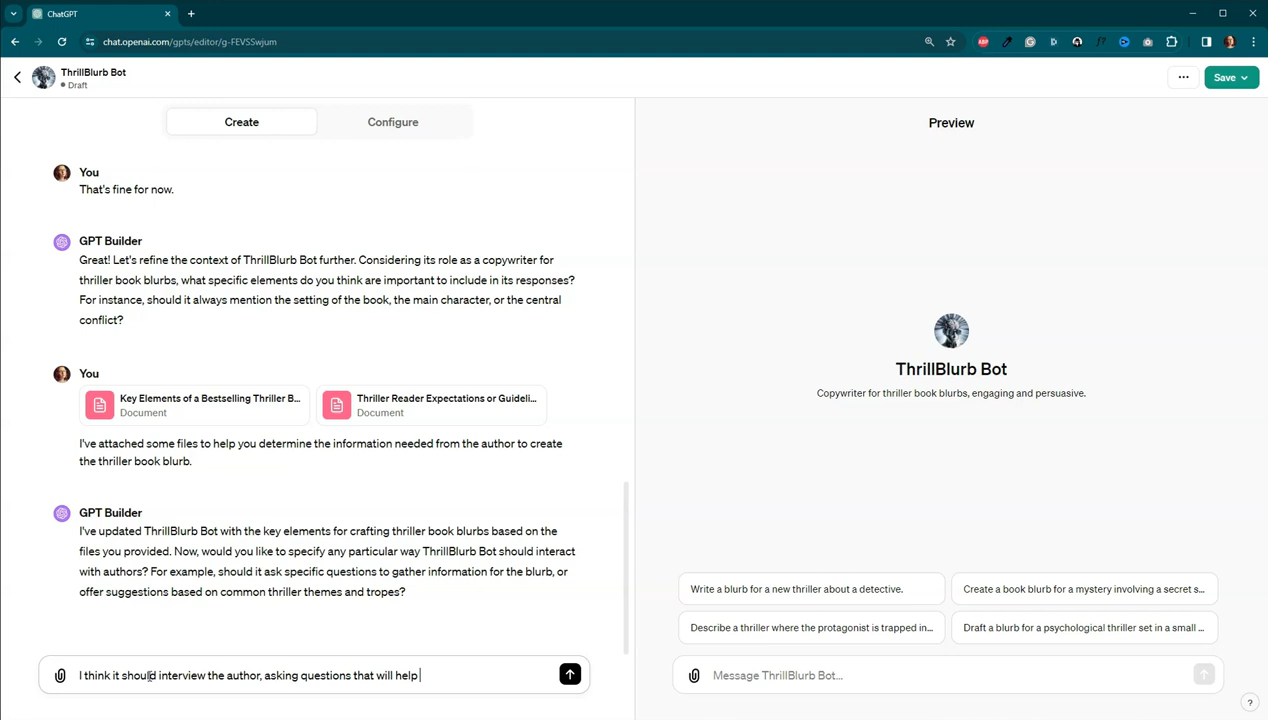 ChatGPT
chat.openai.com/gpts/editor/g-FEVSSwjum
ThrillBlurb Bot
Draft
Save
Create
Configure
Preview
You
That's fine for now.
GPT Builder
Great! Let's refine the context of ThrillBlurb Bot further. Considering its role as a copywriter for
thriller book blurbs, what specific elements do you think are important to include in its responses?
For instance, should it always mention the setting of the book, the main character, or the central
conflict?
You
Key Elements of a Bestselling Thriller B...
Document
Thriller Reader Expectations or Guideli...
Document
I've attached some files to help you determine the information needed from the author to create
the thriller book blurb.
GPT Builder
I've updated ThrillBlurb Bot with the key elements for crafting thriller book blurbs based on the
files you provided. Now, would you like to specify any particular way ThrillBlurb Bot should interact
with authors? For example, should it ask specific questions to gather information for the blurb, or
offer suggestions based on common thriller themes and tropes?
I think it should interview the author, asking questions that will help
ThrillBlurb Bot
Copywriter for thriller book blurbs, engaging and persuasive.
Write a blurb for a new thriller about a detective.
Create a book blurb for a mystery involving a secret s...
Describe a thriller where the protagonist is trapped in...
Draft a blurb for a psychological thriller set in a small ...
Message ThrillBlurb Bot...
?